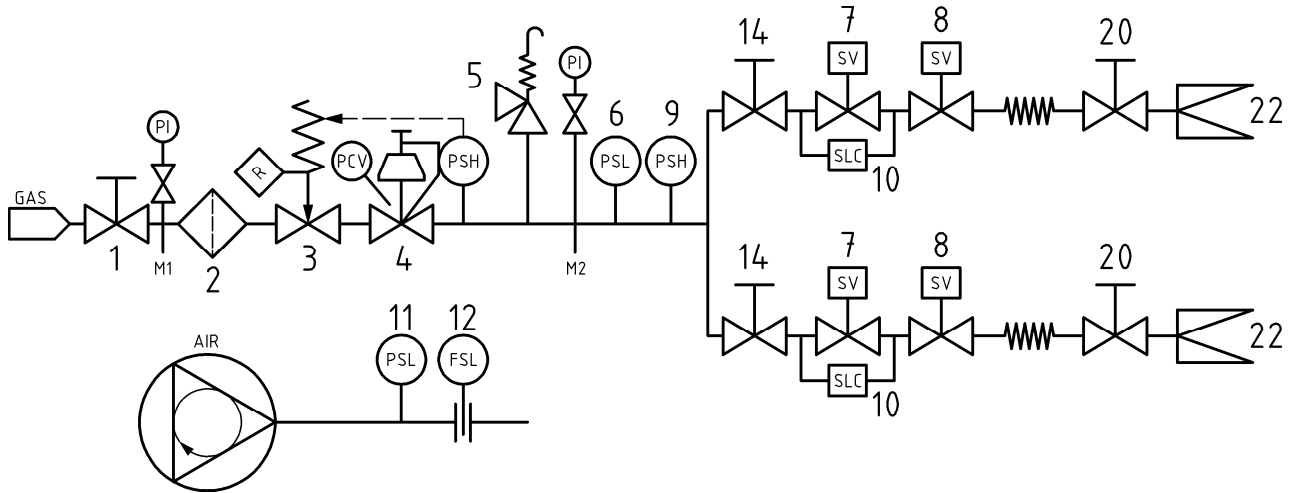 7 8
14 20
5 SV SV
PI
PI 6 9 22
PCV PSH PSL PSH SLC
R 10
GAS
1 M1 2 3 4 M2
7 8
14 20
SV SV
11 12
AIR 22
PSL FSL SLC
10